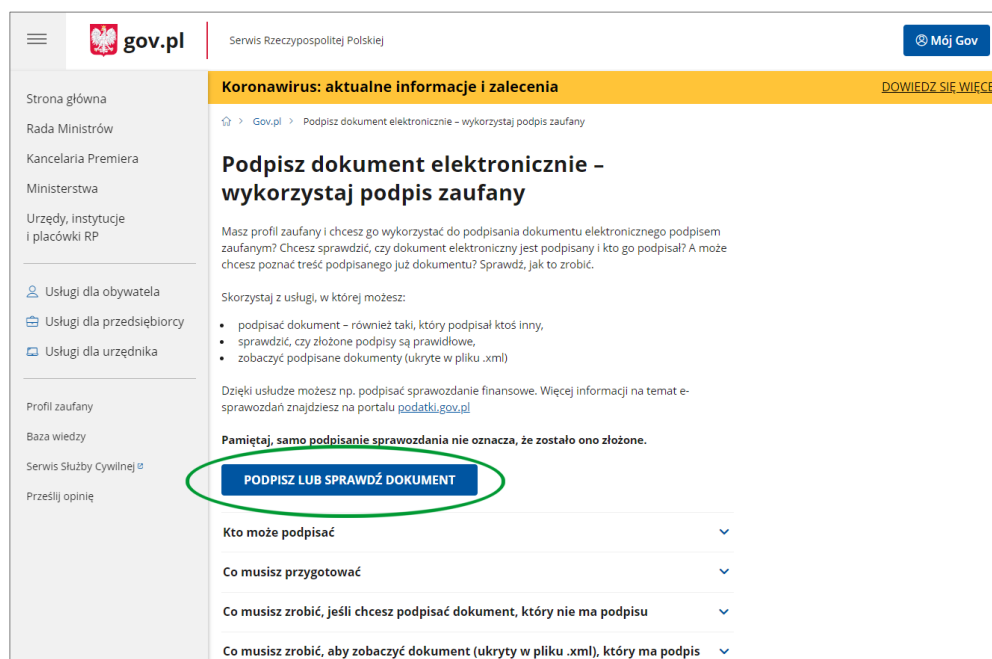 gov.pl
Serwis Rzeczypospolitej Polskiej
Mój Gov
Strona główna
Rada Ministrów
Kancelaria Premiera
Ministerstwa
Urzędy, instytucje
i placówki RP
Usługi dla obywatela
Usługi dla przedsiębiorcy
Usługi dla urzędnika
Profil zaufany
Baza wiedzy
Serwis Służby Cywilnej
Prześlij opinię
Koronawirus: aktualne informacje i zalecenia
DOWIEDZ SIĘ WIĘCE
Gov.pl > Podpisz dokument elektronicznie – wykorzystaj podpis zaufany
Podpisz dokument elektronicznie –
wykorzystaj podpis zaufany
Masz profil zaufany i chcesz go wykorzystać do podpisania dokumentu elektronicznego podpisem
zaufanym? Chcesz sprawdzić, czy dokument elektroniczny jest podpisany i kto go podpisał? A może
chcesz poznać treść podpisanego już dokumentu? Sprawdź, jak to zrobić.
Skorzystaj z usługi, w której możesz:
• podpisać dokument – również taki, który podpisał ktoś inny,
• sprawdzić, czy złożone podpisy są prawidłowe,
• zobaczyć podpisane dokumenty (ukryte w pliku .xml)
Dzięki usłudze możesz np. podpisać sprawozdanie finansowe. Więcej informacji na temat e-
sprawozdań znajdziesz na portalu podatki.gov.pl
Pamiętaj, samo podpisanie sprawozdania nie oznacza, że zostało ono złożone.
PODPISZ LUB SPRAWDŹ DOKUMENT
Kto może podpisać
Co musisz przygotować
Co musisz zrobić, jeśli chcesz podpisać dokument, który nie ma podpisu
Co musisz zrobić, aby zobaczyć dokument (ukryty w pliku .xml), który ma podpis